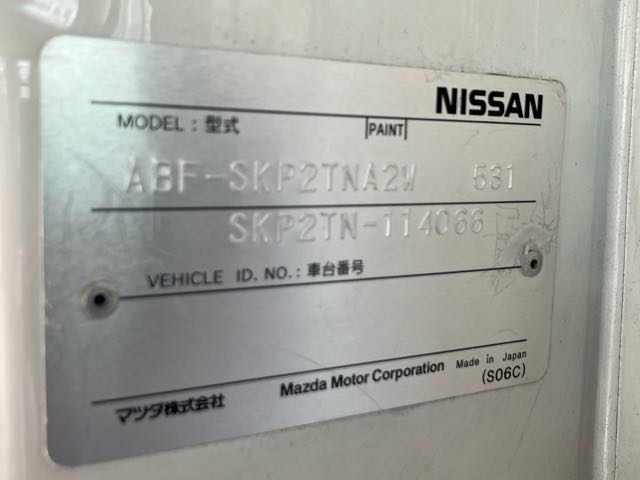 NISSAN
MODEL : 型式 PAINT
ABF-SKP2TNA2W 531
SKP2TN-114066
VEHICLE ID. NO. : 車台番号
マツダ株式会社 Mazda Motor Corporation Made in Japan
(S06C)